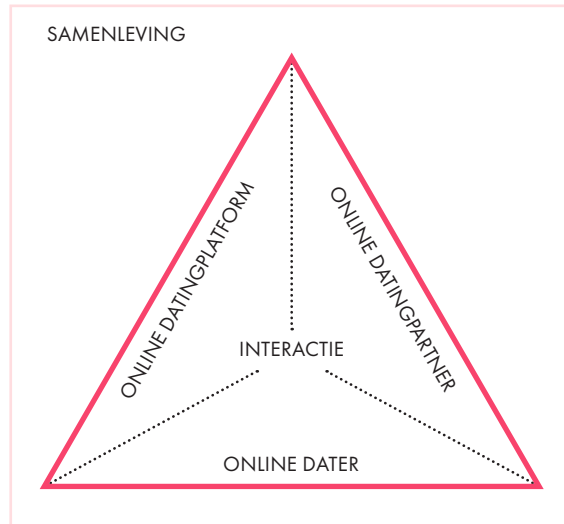 SAMENLEVING
ONLINE DATINGPLATFORM
ONLINE DATINGPARTNER
INTERACTIE
ONLINE DATER